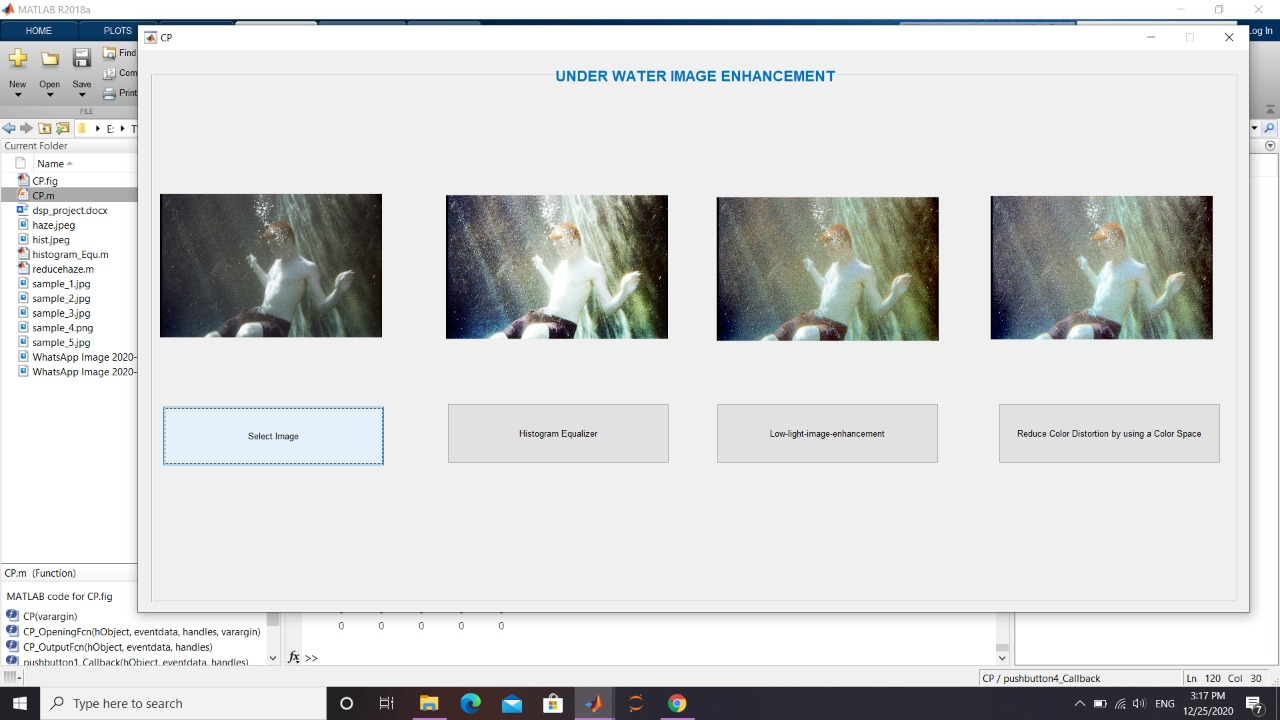 MATLAB R2018a
HOME
PLOTS
Log In
CP
New
Open
Save
Find
Com
Print
FILE
E:
UNDER WATER IMAGE ENHANCEMENT
Current Folder
Name
CP.fig
CP.m
dsp_project.docx
haze.jpeg
hist.jpeg
histogram_Equ.m
reducehaze.m
sample_1.jpg
sample_2.jpg
sample_3.jpg
sample_4.png
sample_5.jpg
WhatsApp Image 2020-
WhatsApp Image 2020-
Select Image
Histogram Equalizer
Low-light-image-enhancement
Reduce Color Distortion by using a Color Space
CP.m (Function)
MATLAB code for CP.fig
CP(varargin)
CP_OpeningFcn(hObject, eventdata, handles, varargin)
CP_OutputFcn(hObject, eventdata, handles)
pushbutton1_Callback(hObject, eventdata, handles)
0 0 0 0 0
fx >>
CP / pushbutton4_Callback
Ln 120 Col 30
Type here to search
ENG
3:17 PM
12/25/2020
7